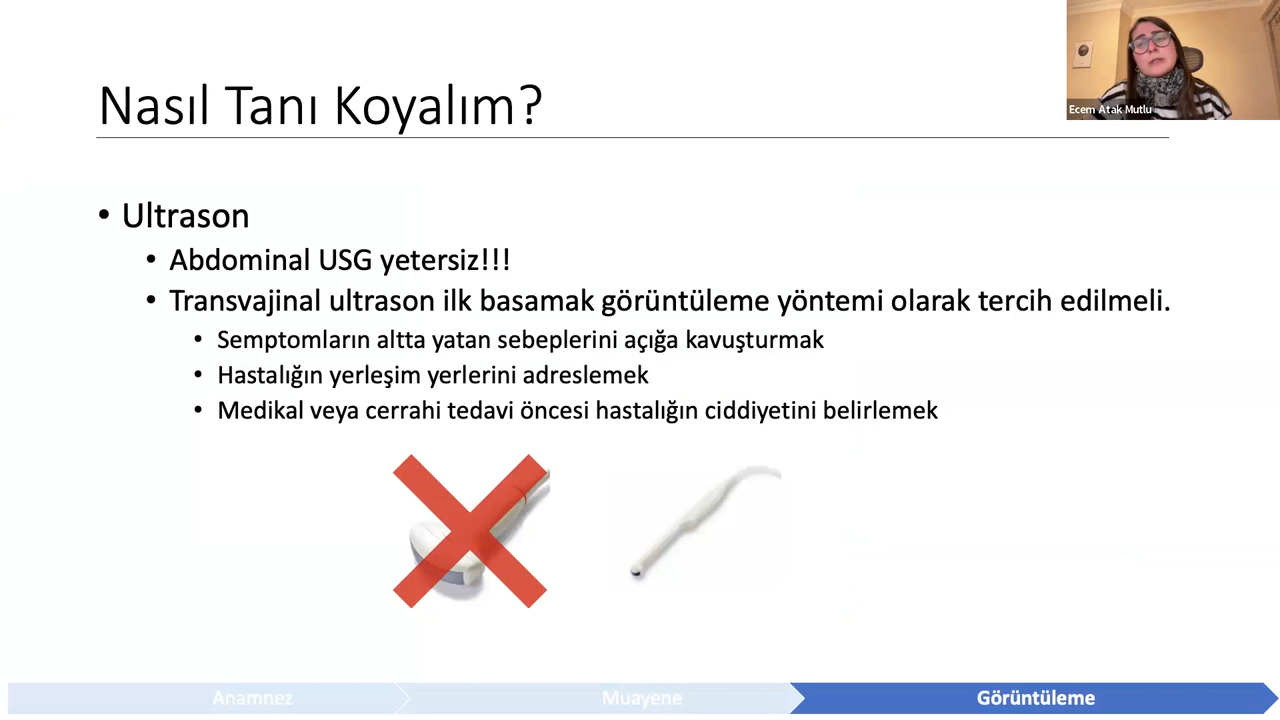 Nasıl Tanı Koyalım?
Ecem Atak Mutlu
• Ultrason
• Abdominal USG yetersiz!!!
• Transvajinal ultrason ilk basamak görüntüleme yöntemi olarak tercih edilmeli.
• Semptomların altta yatan sebeplerini açığa kavuşturmak
• Hastalığın yerleşim yerlerini adreslemek
• Medikal veya cerrahi tedavi öncesi hastalığın ciddiyetini belirlemek
Anamnez
Muayene
Görüntüleme